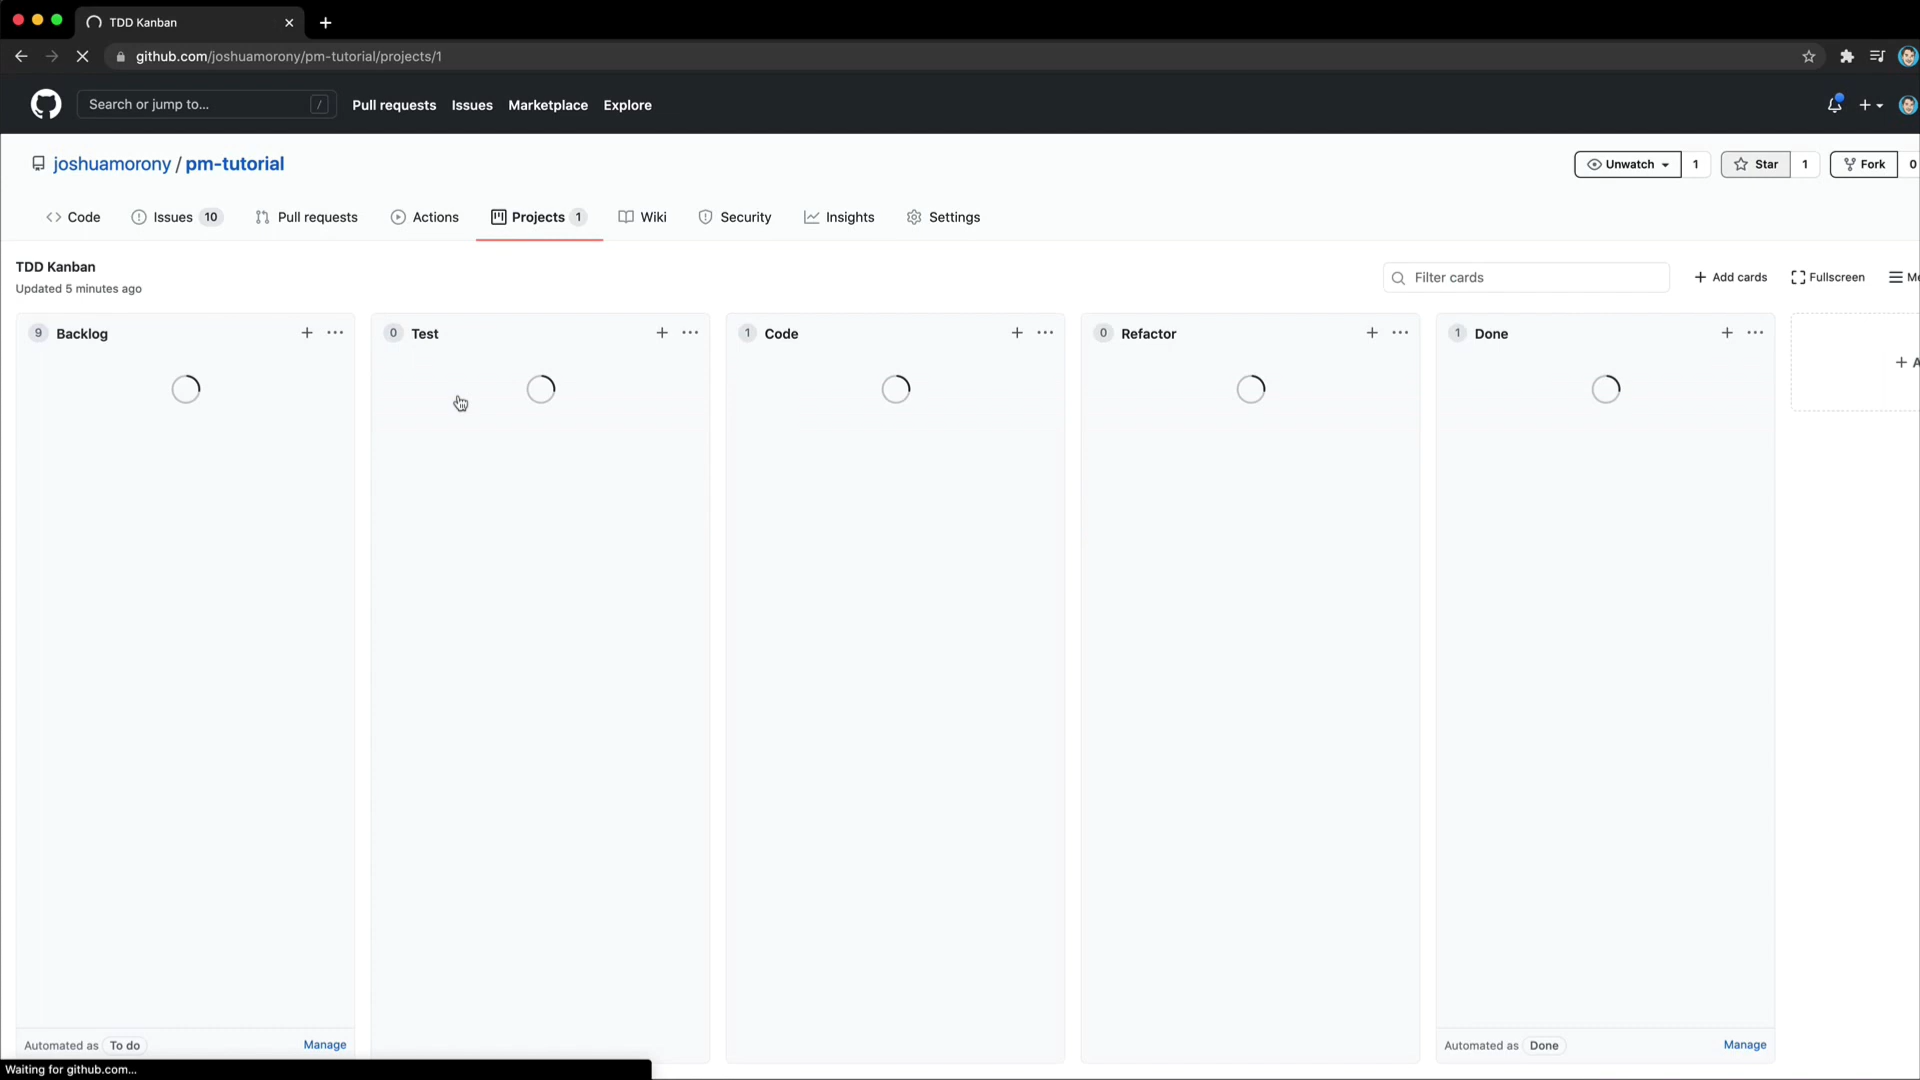 TDD Kanban
github.com/joshuamorony/pm-tutorial/projects/1
Search or jump to... /
Pull requests Issues Marketplace Explore
joshuamorony / pm-tutorial
Unwatch 1 Star 1 Fork 0
Code Issues 10 Pull requests Actions Projects 1 Wiki Security Insights Settings
TDD Kanban
Updated 5 minutes ago
Filter cards
Add cards Fullscreen Me
9 Backlog
0 Test
1 Code
0 Refactor
1 Done
+ A
Automated as To do Manage
Automated as Done Manage
Waiting for github.com...